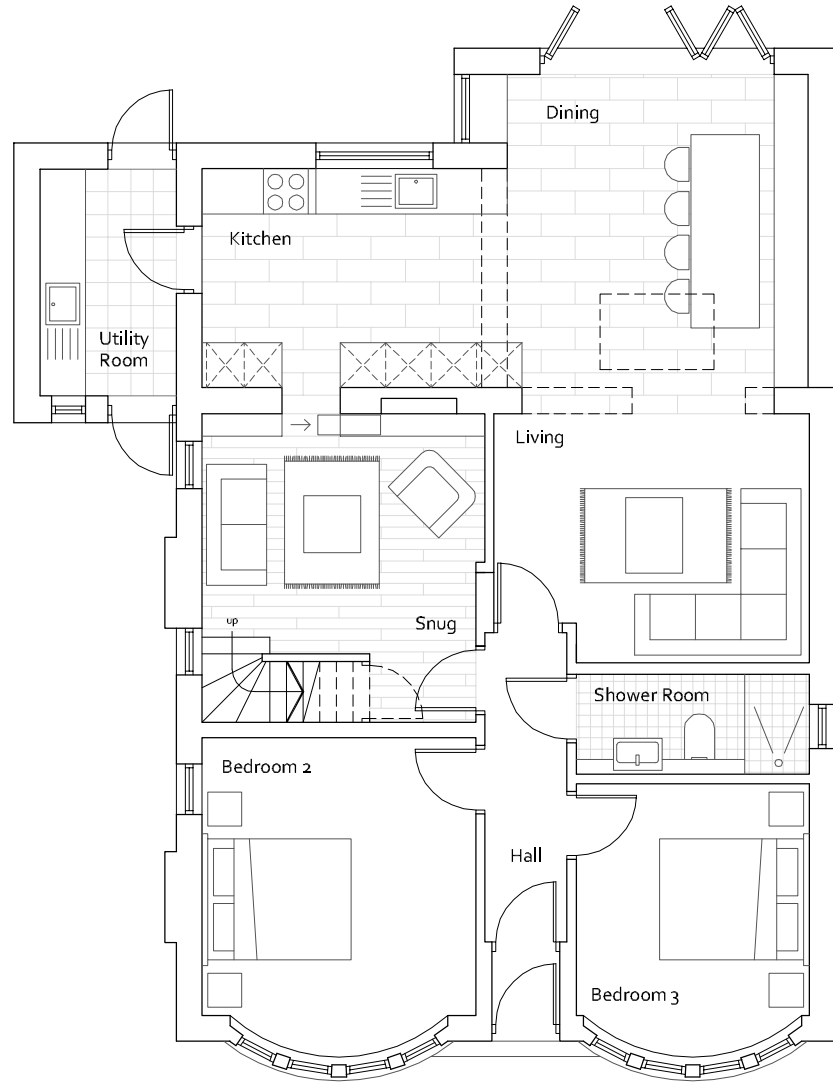 Dining
Kitchen
Utility
Room
Living
up
Snug
Shower Room
Bedroom 2
Hall
Bedroom 3